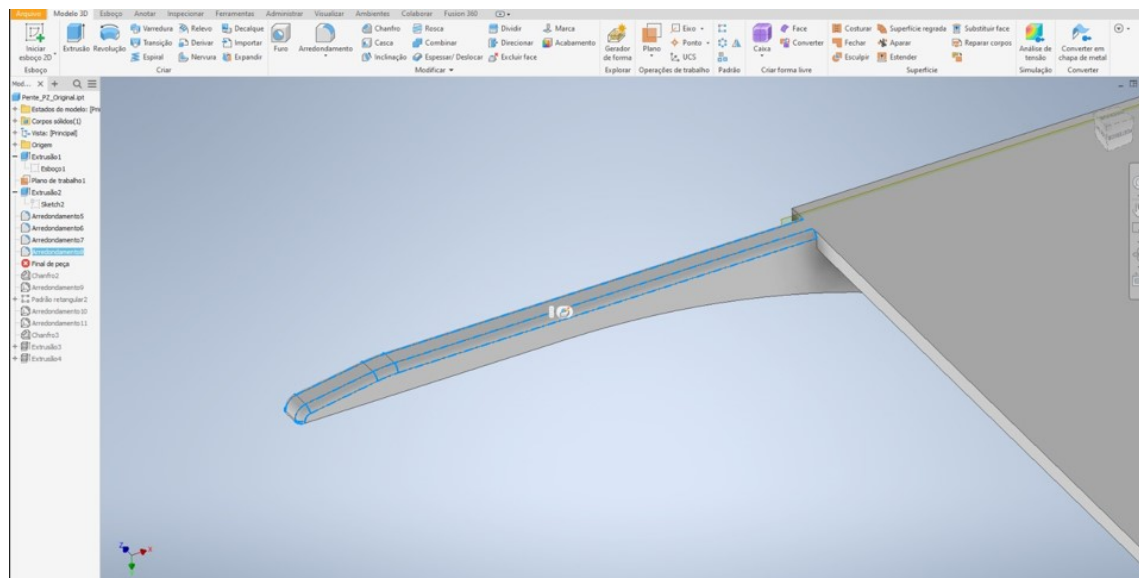 Arquivo Modelo 3D Esboço Anotar Inspecionar Ferramentas Administrar Visualizar Ambientes Colaborar Fusion 360
Varredura Relevo Decalque Chanfro Rosca Dividir Marca Eixo Face Costurar Superfície regrada Substituir face
Iniciar esboço 2D Extrusão Revolução Transição Derivar Importar Furo Arredondamento Casca Combinar Direcionar Acabamento Gerador de forma Plano Ponto Caixa Converter Fechar Aparar Reparar corpos Análise de tensão Converter em chapa de metal
Espiral Nervura Expandir Inclinação Espessar/ Deslocar Excluir face UCS Esculpir Estender
Esboço Criar Modificar Explorar Operações de trabalho Padrão Criar forma livre Superfície Simulação Converter
Mod... X +
Pente_PZ_Original.ipt
Estados do modelo: [Pri
Corpos sólidos(1)
Vista: [Principal]
Origem
Extrusão1
Esboço1
Plano de trabalho1
Extrusão2
Sketch2
Arredondamento5
Arredondamento6
Arredondamento7
Arredondamento8
Final de peça
Chanfro2
Arredondamento9
Padrão retangular2
Arredondamento10
Arredondamento11
Chanfro3
Extrusão3
Extrusão4
Z X
Y